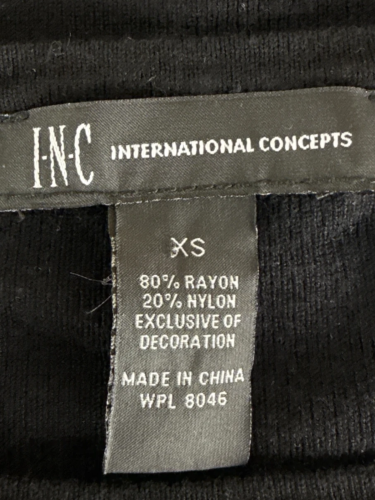 I·N·C INTERNATIONAL CONCEPTS
XS
80% RAYON
20% NYLON
EXCLUSIVE OF
DECORATION
MADE IN CHINA
WPL 8046